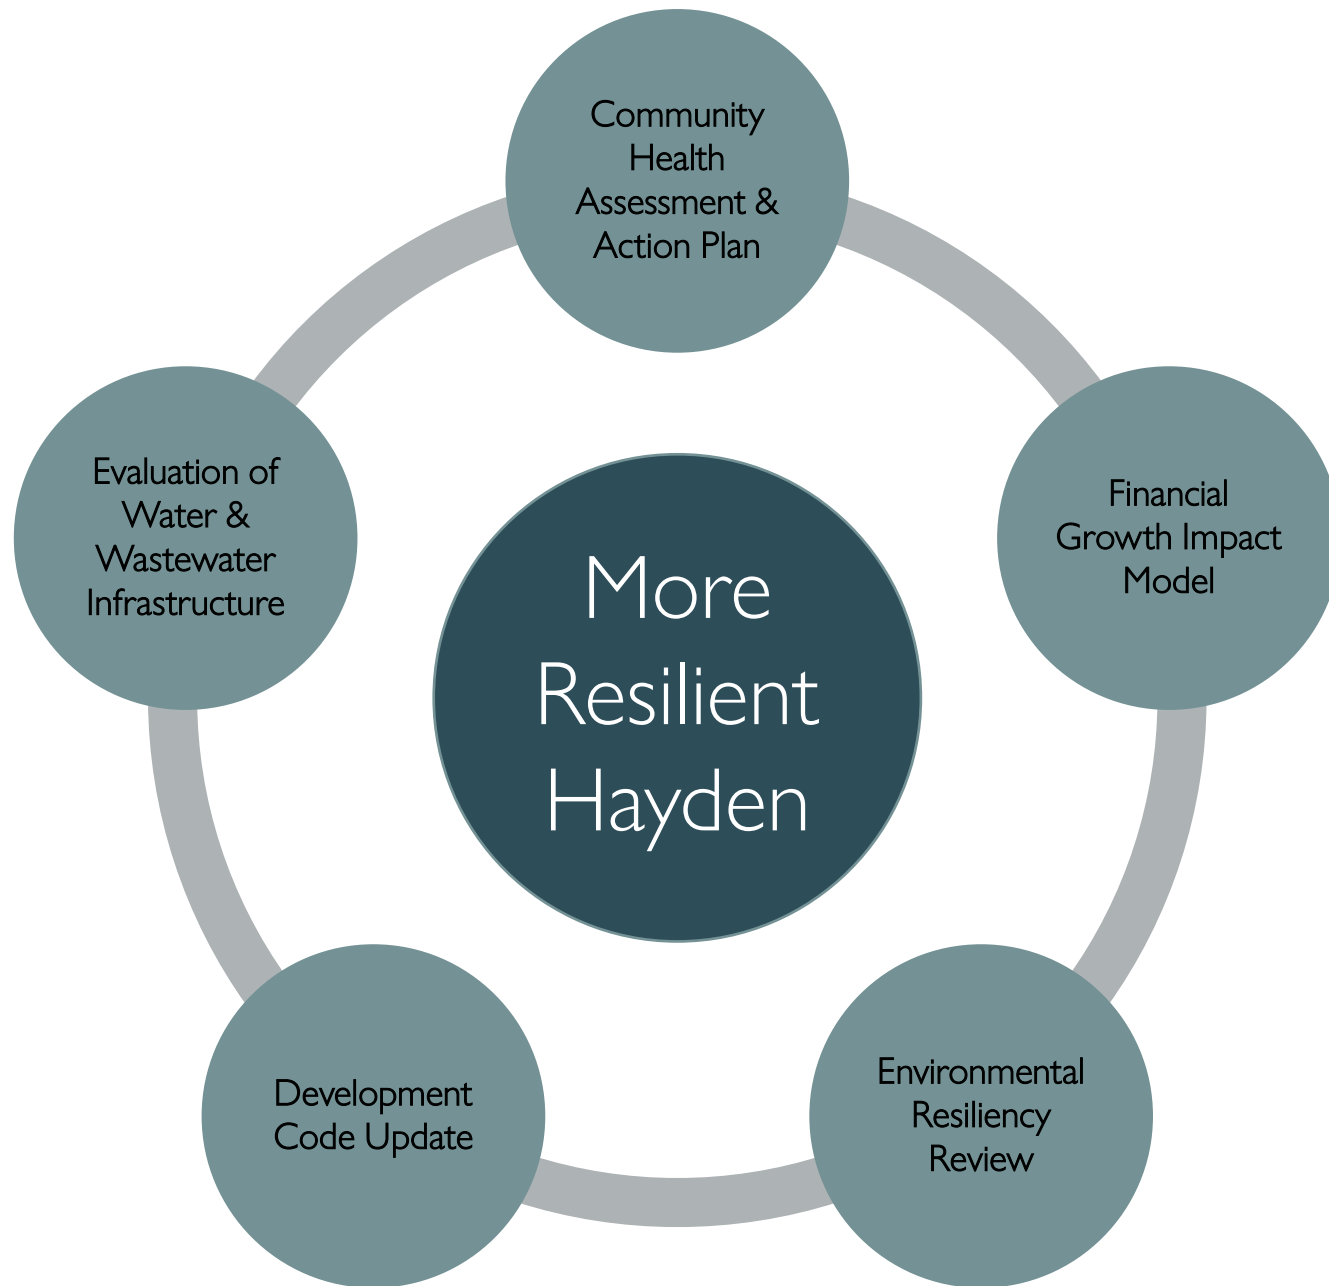 Community
Health
Assessment &
Action Plan
Financial
Growth Impact
Model
Environmental
Resiliency
Review
Development
Code Update
Evaluation of
Water &
Wastewater
Infrastructure
More
Resilient
Hayden